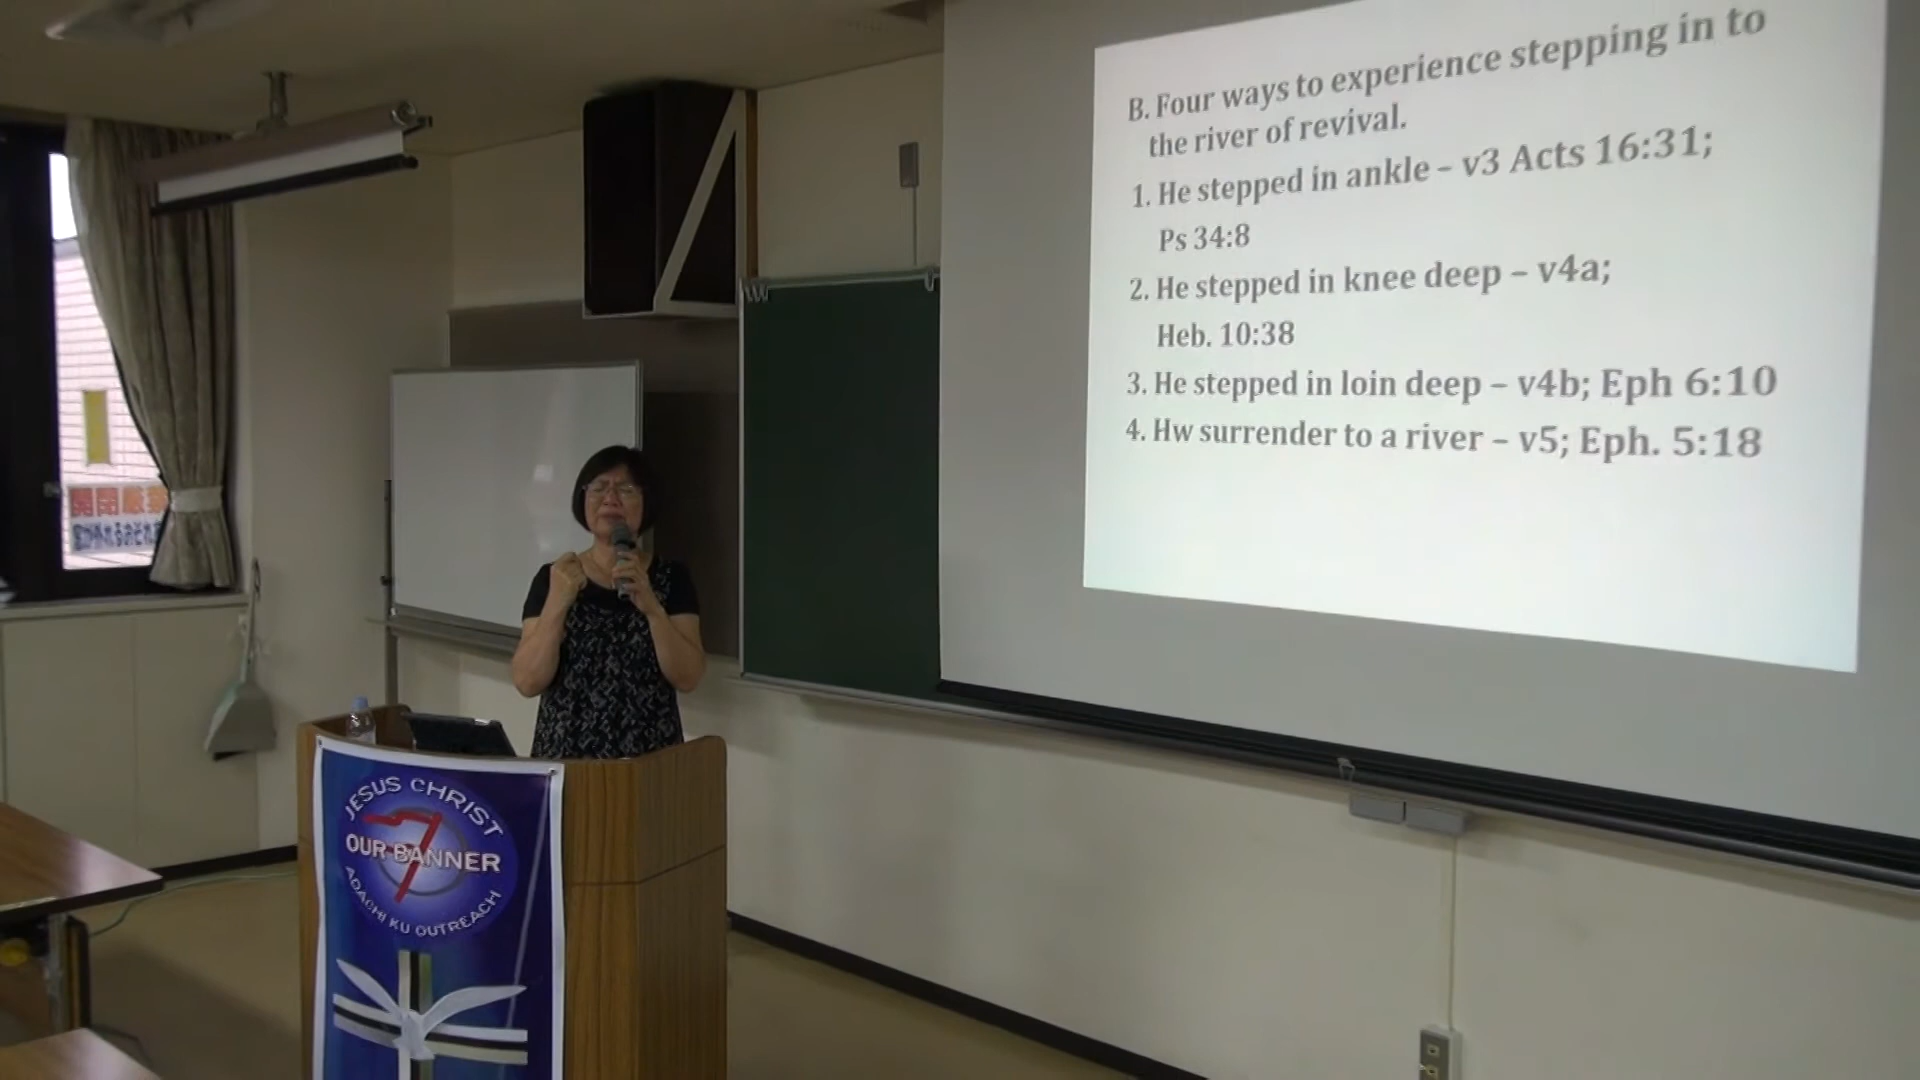 B. Four ways to experience stepping in to
the river of revival.
1. He stepped in ankle – v3 Acts 16:31;
Ps 34:8
2. He stepped in knee deep – v4a;
Heb. 10:38
3. He stepped in loin deep – v4b; Eph 6:10
4. Hw surrender to a river – v5; Eph. 5:18
JESUS CHRIST
OUR BANNER
ADACHI KU OUTREACH